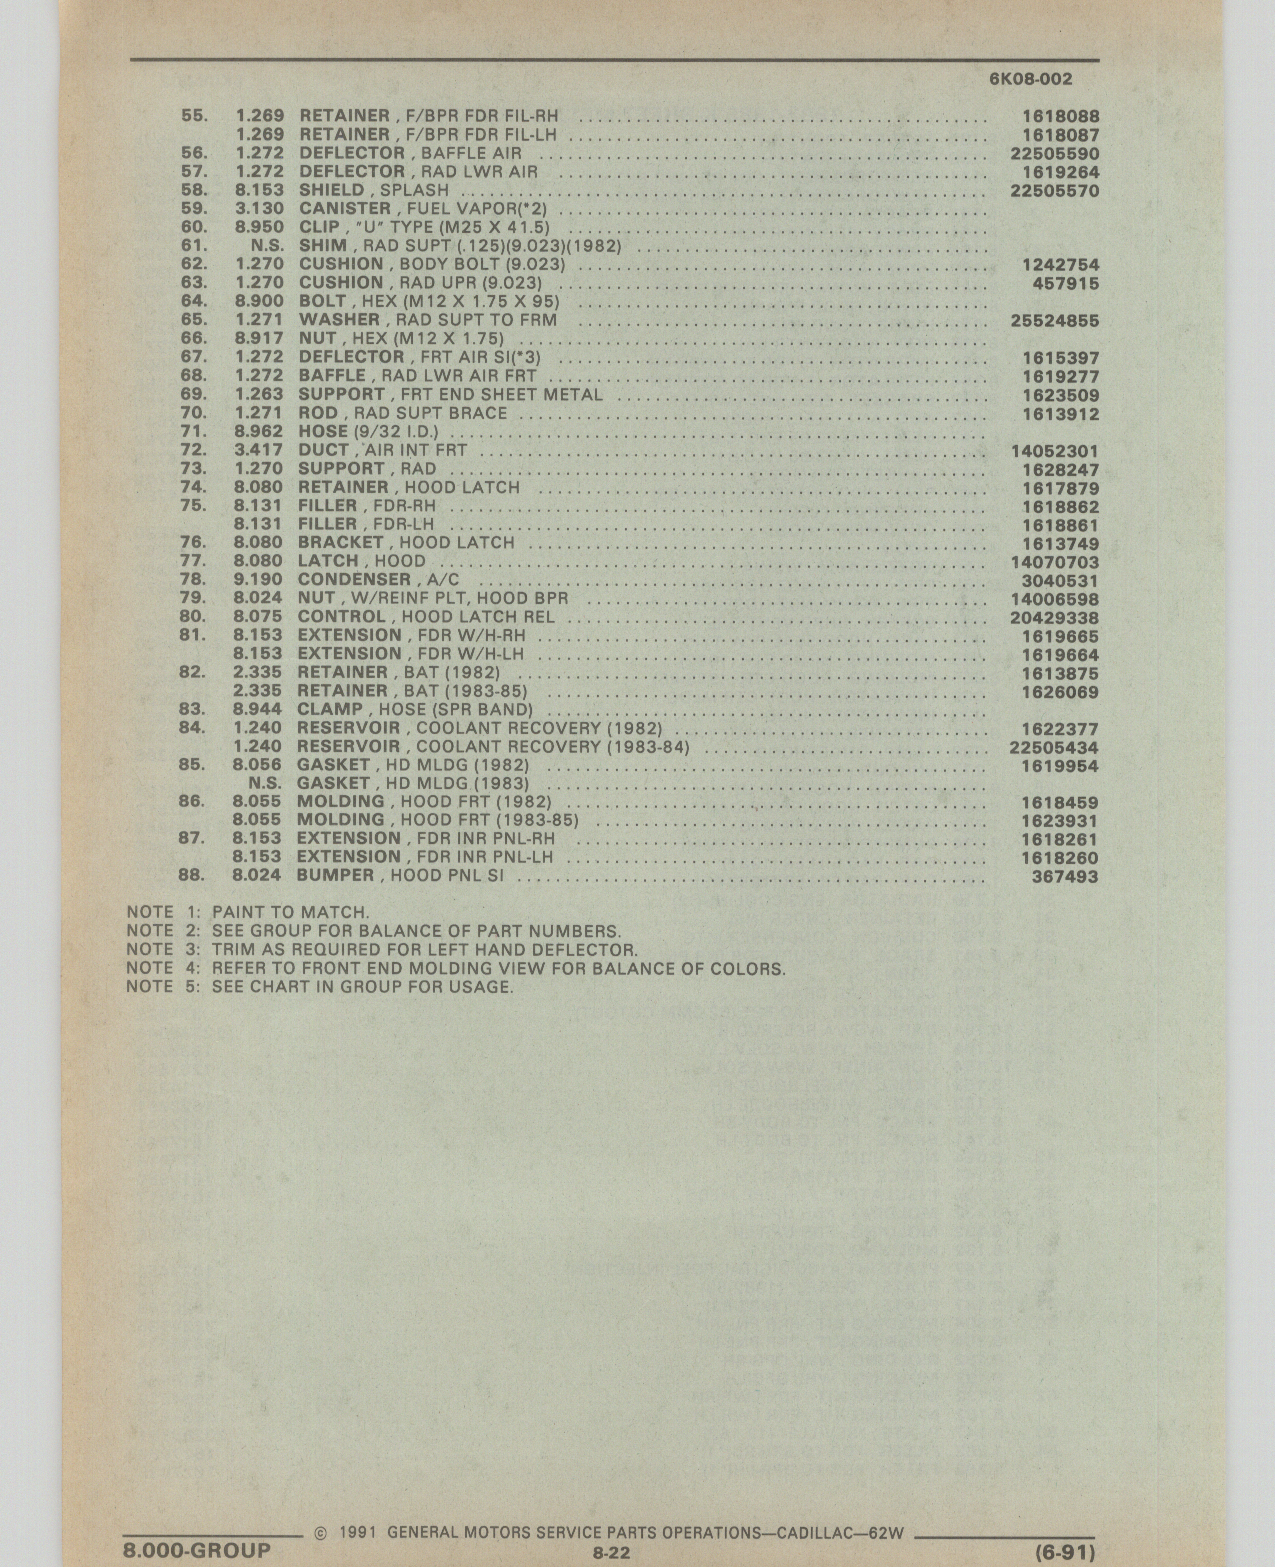 6K08-002
55. 1.269 RETAINER , F/BPR FDR FIL-RH 1618088
1.269 RETAINER , F/BPR FDR FIL-LH 1618087
56. 1.272 DEFLECTOR , BAFFLE AIR 22505590
57. 1.272 DEFLECTOR , RAD LWR AIR 1619264
58. 8.153 SHIELD , SPLASH 22505570
59. 3.130 CANISTER , FUEL VAPOR(*2)
60. 8.950 CLIP , "U" TYPE (M25 X 41.5)
61. N.S. SHIM , RAD SUPT (.125)(9.023)(1982)
62. 1.270 CUSHION , BODY BOLT (9.023) 1242754
63. 1.270 CUSHION , RAD UPR (9.023) 457915
64. 8.900 BOLT , HEX (M12 X 1.75 X 95)
65. 1.271 WASHER , RAD SUPT TO FRM 25524855
66. 8.917 NUT , HEX (M12 X 1.75)
67. 1.272 DEFLECTOR , FRT AIR SI(*3) 1615397
68. 1.272 BAFFLE , RAD LWR AIR FRT 1619277
69. 1.263 SUPPORT , FRT END SHEET METAL 1623509
70. 1.271 ROD , RAD SUPT BRACE 1613912
71. 8.962 HOSE (9/32 I.D.)
72. 3.417 DUCT , AIR INT FRT 14052301
73. 1.270 SUPPORT , RAD 1628247
74. 8.080 RETAINER , HOOD LATCH 1617879
75. 8.131 FILLER , FDR-RH 1618862
8.131 FILLER , FDR-LH 1618861
76. 8.080 BRACKET , HOOD LATCH 1613749
77. 8.080 LATCH , HOOD 14070703
78. 9.190 CONDENSER , A/C 3040531
79. 8.024 NUT , W/REINF PLT, HOOD BPR 14006598
80. 8.075 CONTROL , HOOD LATCH REL 20429338
81. 8.153 EXTENSION , FDR W/H-RH 1619665
8.153 EXTENSION , FDR W/H-LH 1619664
82. 2.335 RETAINER , BAT (1982) 1613875
2.335 RETAINER , BAT (1983-85) 1626069
83. 8.944 CLAMP , HOSE (SPR BAND)
84. 1.240 RESERVOIR , COOLANT RECOVERY (1982) 1622377
1.240 RESERVOIR , COOLANT RECOVERY (1983-84) 22505434
85. 8.056 GASKET , HD MLDG (1982) 1619954
N.S. GASKET , HD MLDG (1983)
86. 8.055 MOLDING , HOOD FRT (1982) 1618459
8.055 MOLDING , HOOD FRT (1983-85) 1623931
87. 8.153 EXTENSION , FDR INR PNL-RH 1618261
8.153 EXTENSION , FDR INR PNL-LH 1618260
88. 8.024 BUMPER , HOOD PNL SI 367493
NOTE 1: PAINT TO MATCH.
NOTE 2: SEE GROUP FOR BALANCE OF PART NUMBERS.
NOTE 3: TRIM AS REQUIRED FOR LEFT HAND DEFLECTOR.
NOTE 4: REFER TO FRONT END MOLDING VIEW FOR BALANCE OF COLORS.
NOTE 5: SEE CHART IN GROUP FOR USAGE.
© 1991 GENERAL MOTORS SERVICE PARTS OPERATIONS—CADILLAC—62W
8.000-GROUP 8-22 (6-91)